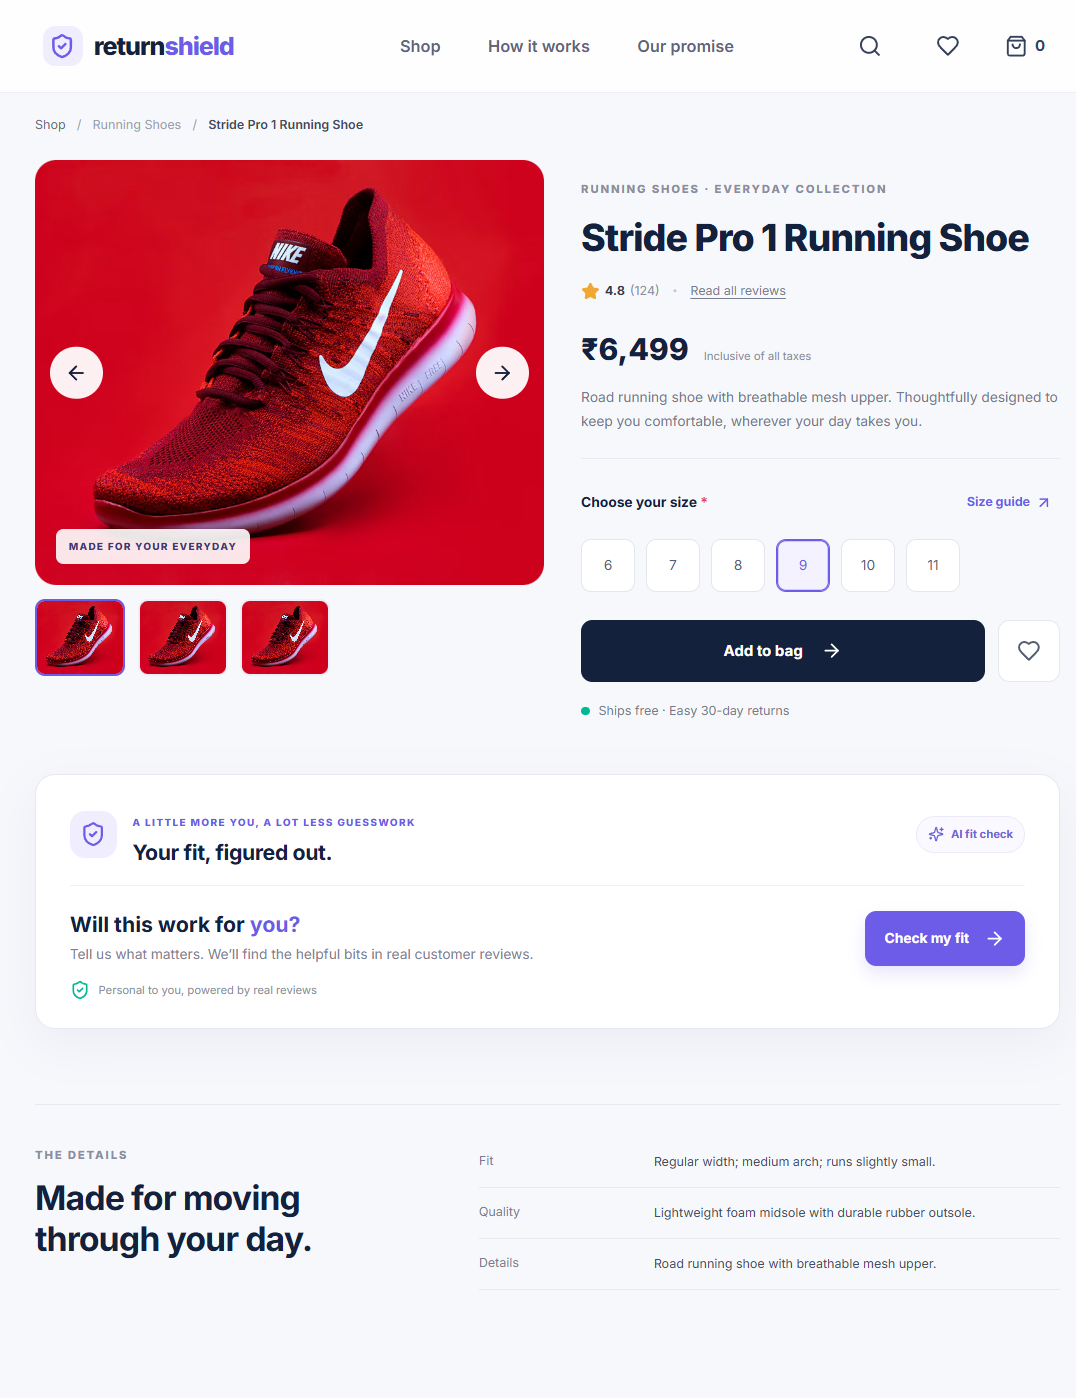 returnshield
Shop
How it works
Our promise
0
Shop / Running Shoes / Stride Pro 1 Running Shoe
NIKE
NIKE FREE
MADE FOR YOUR EVERYDAY
RUNNING SHOES · EVERYDAY COLLECTION
Stride Pro 1 Running Shoe
4.8 (124) • Read all reviews
₹6,499 Inclusive of all taxes
Road running shoe with breathable mesh upper. Thoughtfully designed to
keep you comfortable, wherever your day takes you.
Choose your size *
Size guide
6
7
8
9
10
11
Add to bag
Ships free · Easy 30-day returns
A LITTLE MORE YOU, A LOT LESS GUESSWORK
Your fit, figured out.
AI fit check
Will this work for you?
Tell us what matters. We’ll find the helpful bits in real customer reviews.
Personal to you, powered by real reviews
Check my fit
THE DETAILS
Made for moving
through your day.
Fit
Regular width; medium arch; runs slightly small.
Quality
Lightweight foam midsole with durable rubber outsole.
Details
Road running shoe with breathable mesh upper.